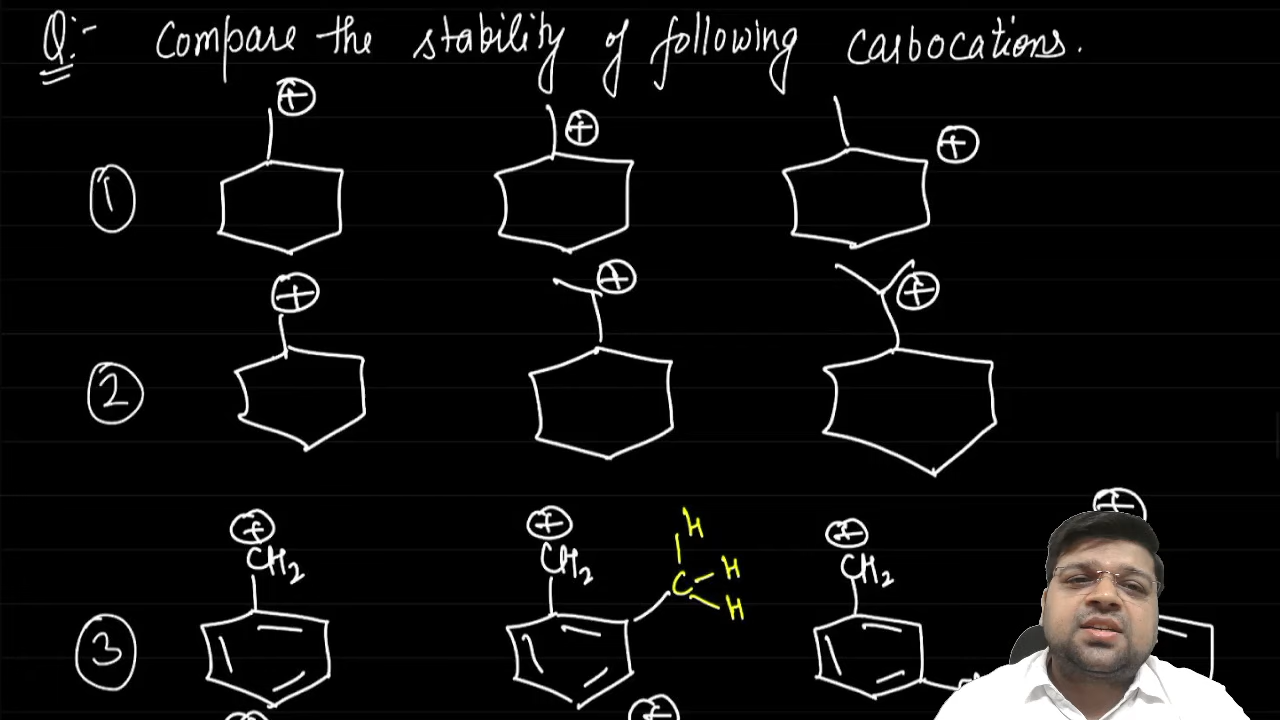 Q:- Compare the stability of following carbocations.
+ + +
1
+ + +
2
+ + + +
CH2 CH2 H CH2
C H
H
3
+ +